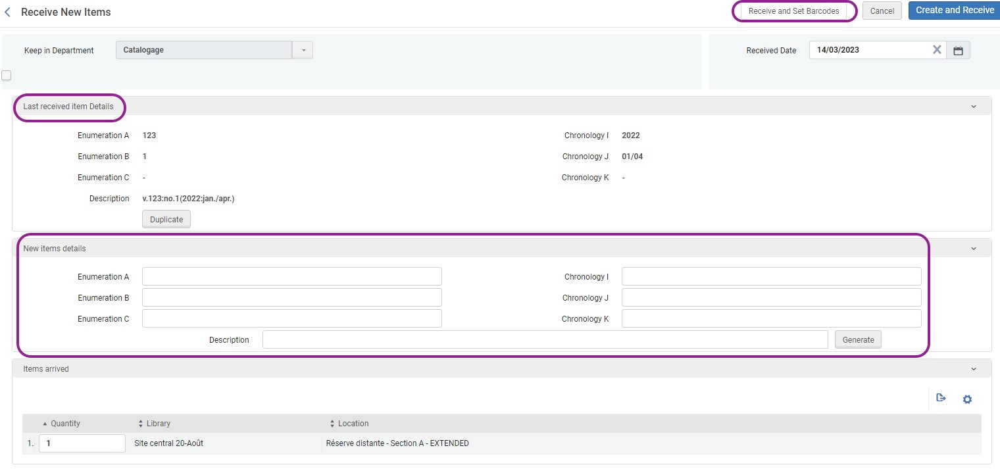 Receive New Items
Receive and Set Barcodes Cancel Create and Receive
Keep in Department Catalogage Received Date 14/03/2023
Last received item Details
Enumeration A 123 Chronology I 2022
Enumeration B 1 Chronology J 01/04
Enumeration C - Chronology K -
Description v.123:no.1(2022:jan./apr.)
Duplicate
New items details
Enumeration A Chronology I
Enumeration B Chronology J
Enumeration C Chronology K
Description Generate
Items arrived
Quantity Library Location
1.. 1 Site central 20-Août Réserve distante - Section A - EXTENDED